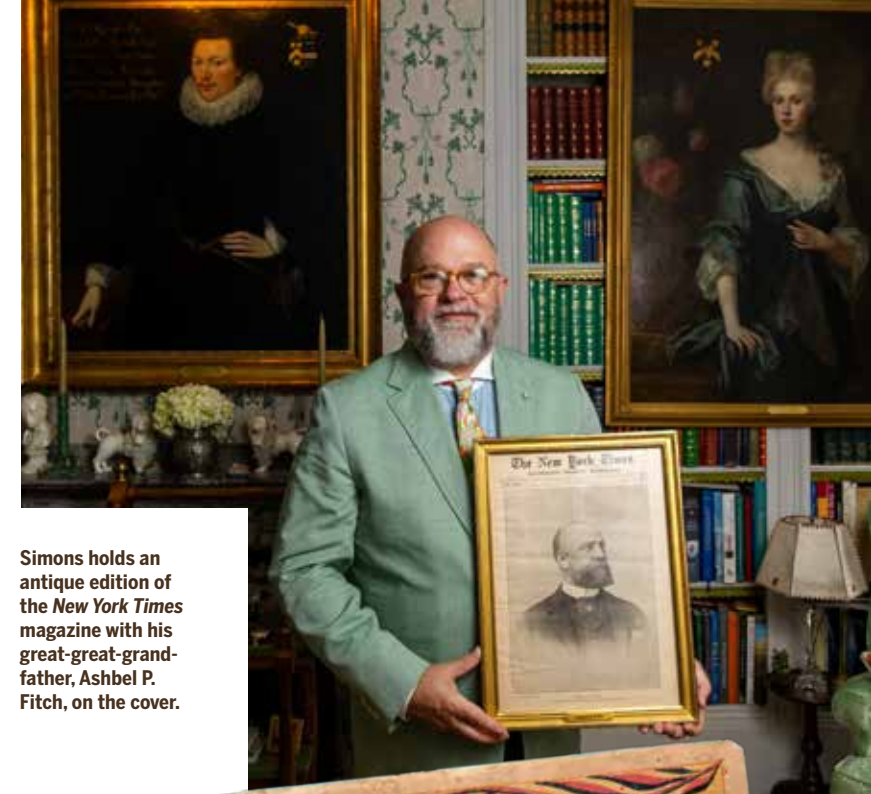 The New York Times
Simons holds an
antique edition of
the New York Times
magazine with his
great-great-grand-
father, Ashbel P.
Fitch, on the cover.